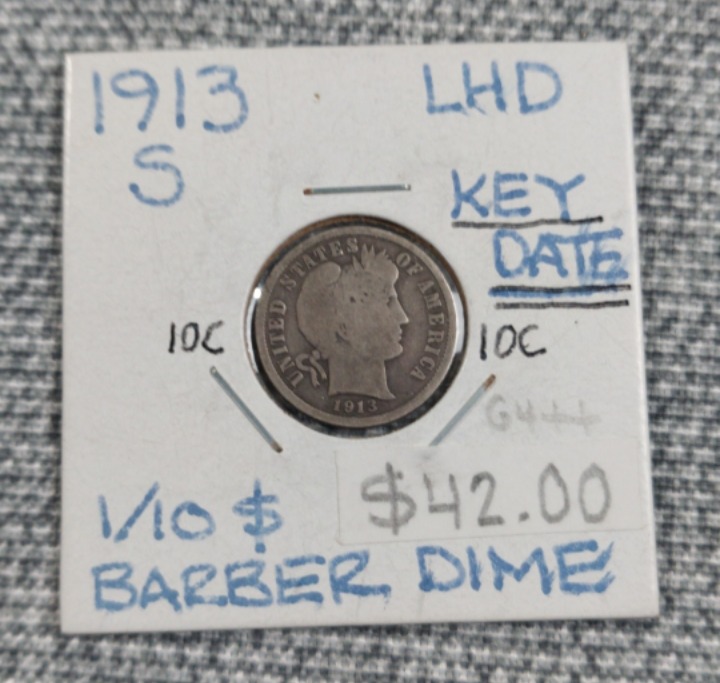 1913 LHD
S
KEY
DATE
UNITED STATES OF AMERICA
1913
10C 10C
G4++
$42.00
1/10 $
BARBER DIME